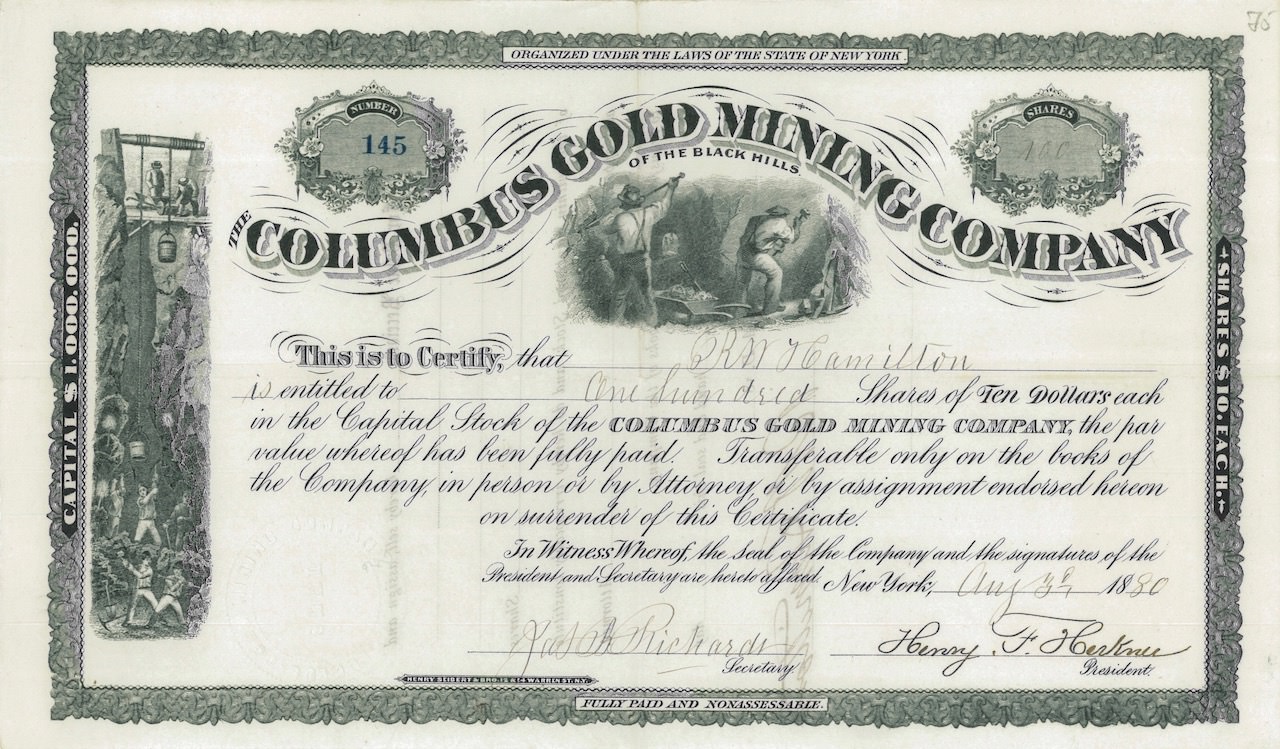 75
ORGANIZED UNDER THE LAWS OF THE STATE OF NEW YORK.
NUMBER
145
SHARES
100
THE COLUMBUS GOLD MINING COMPANY
OF THE BLACK HILLS.
CAPITAL $1.000.000.
SHARES $10. EACH.
This is to Certify, that R W Hamilton
is entitled to One hundred Shares of Ten Dollars each
in the Capital Stock of the COLUMBUS GOLD MINING COMPANY, the par
value whereof has been fully paid. Transferable only on the books of
the Company, in person or by Attorney, or by assignment endorsed hereon
on surrender of this Certificate.
In Witness Whereof, the Seal of the Company and the signatures of the
President and Secretary are hereto affixed. New York, Aug 3d, 1880
Jas Richards Henry F. Herkner
Secretary. President.
HENRY SEIBERT & BRO. 12 & 14 WARREN ST. N.Y.
FULLY PAID AND NONASSESSABLE.